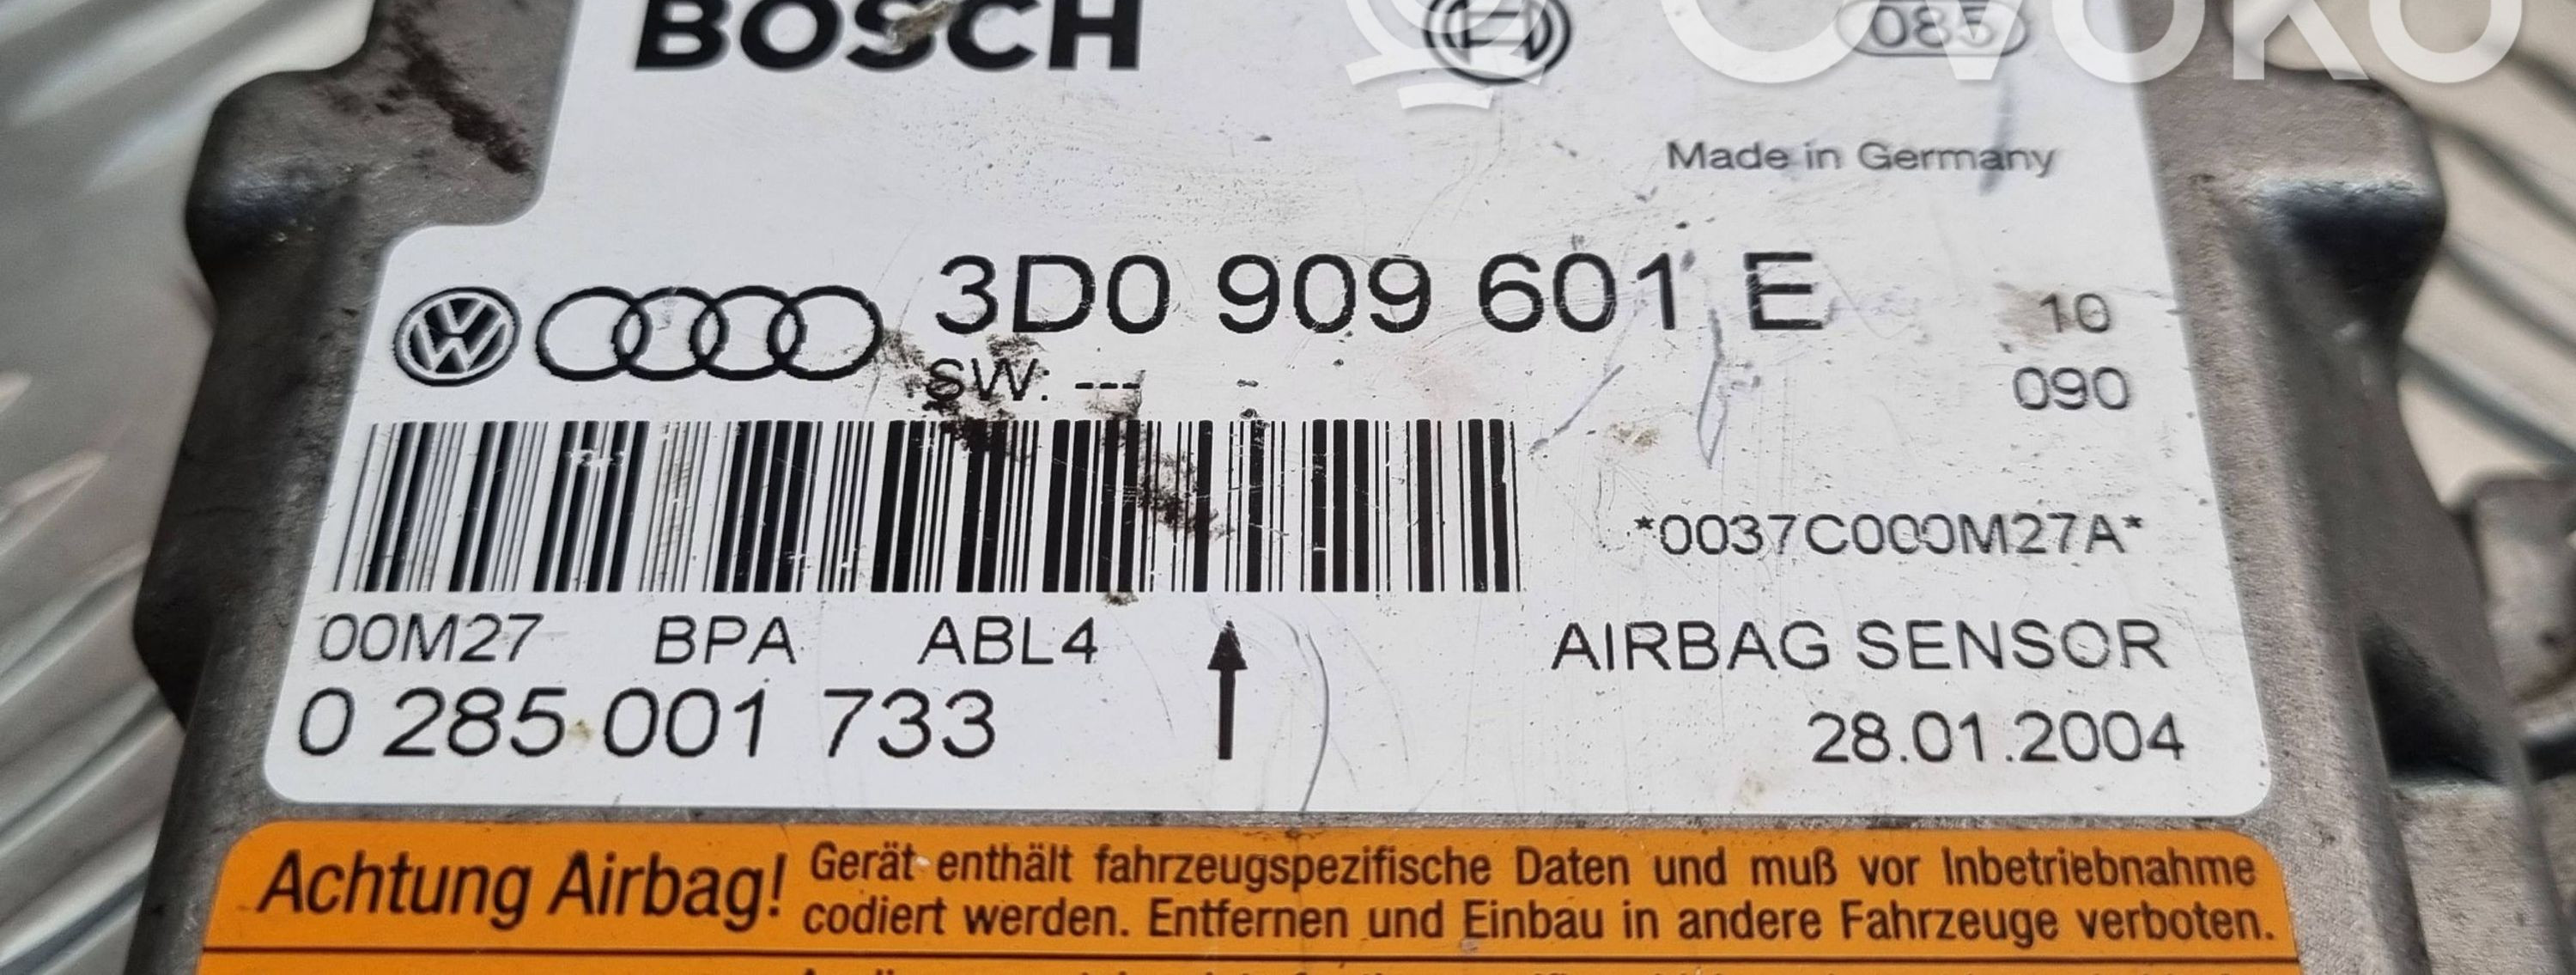 BOSCH
OVOKO
085
Made in Germany
3D0 909 601 E
10
SW: ---
090
*0037C000M27A*
00M27 BPA ABL4
AIRBAG SENSOR
0 285 001 733
28.01.2004
Achtung Airbag!
Gerät enthält fahrzeugspezifische Daten und muß vor Inbetriebnahme
codiert werden. Entfernen und Einbau in andere Fahrzeuge verboten.